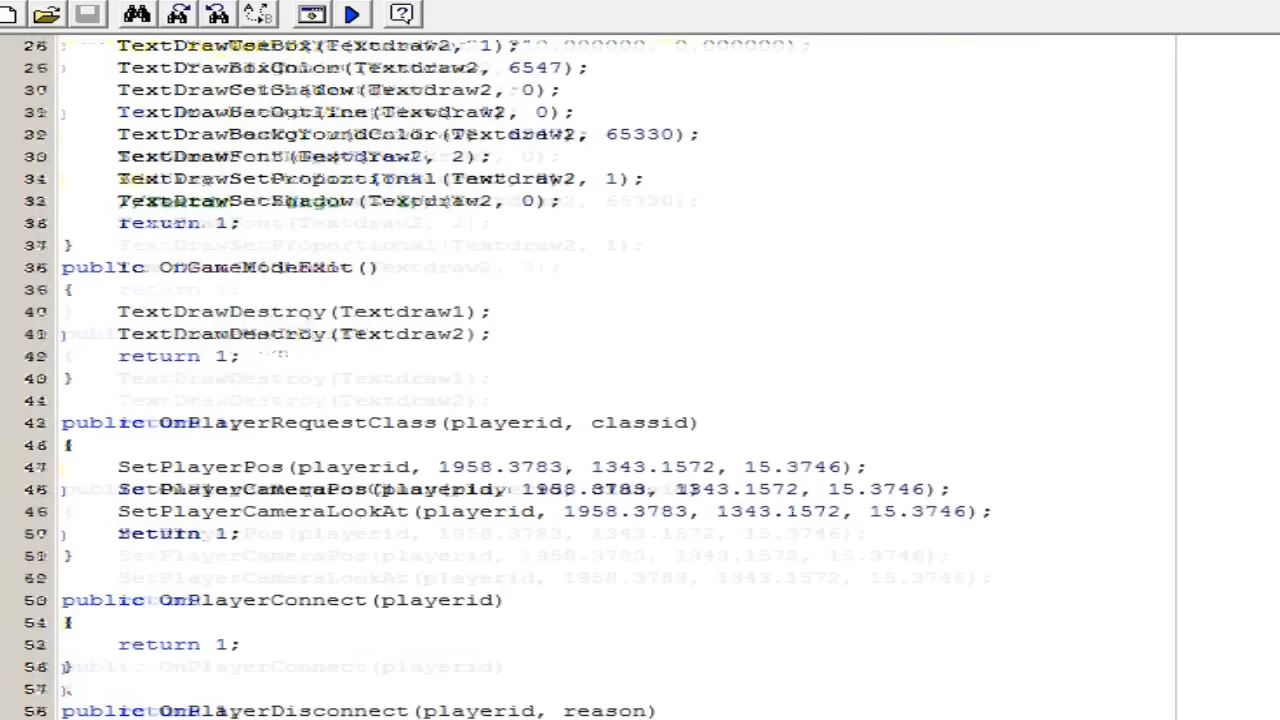 TextDrawUseBox(Textdraw2, 1);
TextDrawBoxColor(Textdraw2, 6547);
TextDrawSetShadow(Textdraw2, 0);
TextDrawSetOutline(Textdraw2, 0);
TextDrawBackgroundColor(Textdraw2, 65330);
TextDrawFont(Textdraw2, 2);
TextDrawSetProportional(Textdraw2, 1);
TextDrawSetShadow(Textdraw2, 0);
return 1;
}
public OnGameModeExit()
{
TextDrawDestroy(Textdraw1);
TextDrawDestroy(Textdraw2);
return 1;
}
public OnPlayerRequestClass(playerid, classid)
{
SetPlayerPos(playerid, 1958.3783, 1343.1572, 15.3746);
SetPlayerCameraPos(playerid, 1958.3783, 1343.1572, 15.3746);
SetPlayerCameraLookAt(playerid, 1958.3783, 1343.1572, 15.3746);
return 1;
}
public OnPlayerConnect(playerid)
{
return 1;
}
public OnPlayerDisconnect(playerid, reason)